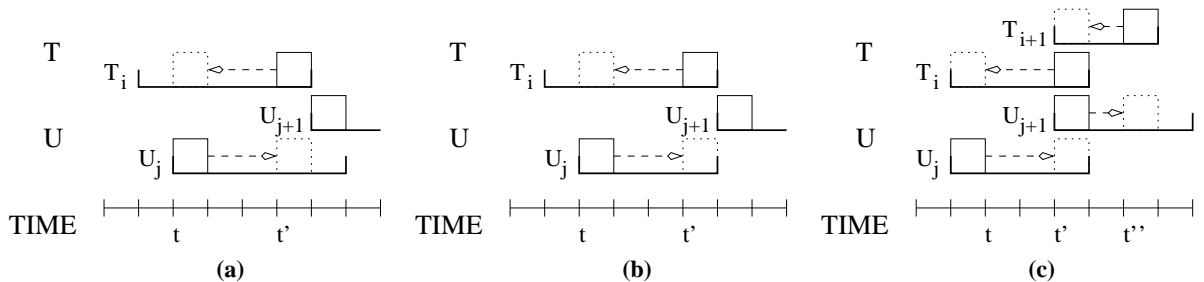 T
T_i
U_{j+1}
U
U_j
TIME
t t'
(a)
T
T_i
U_{j+1}
U
U_j
TIME
t t'
(b)
T_{i+1}
T
T_i
U_{j+1}
U
U_j
TIME
t t' t''
(c)